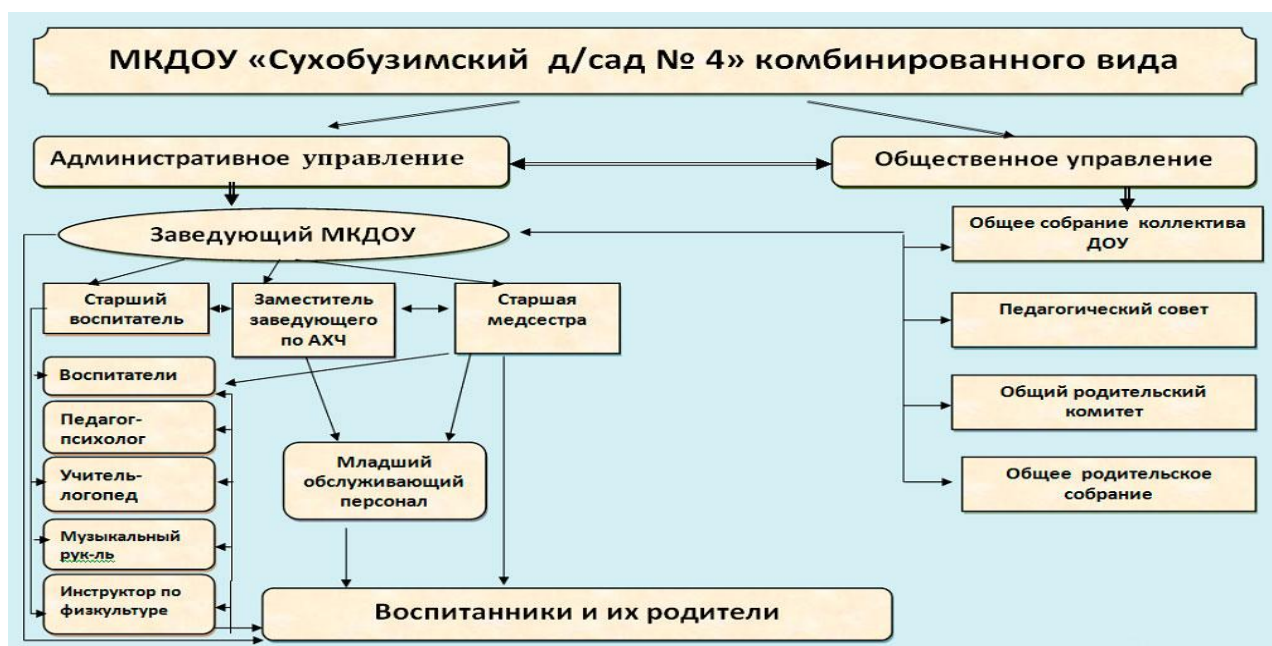 МКДОУ «Сухобузимский д/сад № 4» комбинированного вида
Административное управление
Общественное управление
Заведующий МКДОУ
Общее собрание коллектива
ДОУ
Старший
воспитатель
Заместитель
заведующего
по АХЧ
Старшая
медсестра
Педагогический совет
Воспитатели
Общий родительский
комитет
Педагог-
психолог
Младший
обслуживающий
персонал
Учитель-
логопед
Общее родительское
собрание
Музыкальный
рук-ль
Инструктор по
физкультуре
Воспитанники и их родители